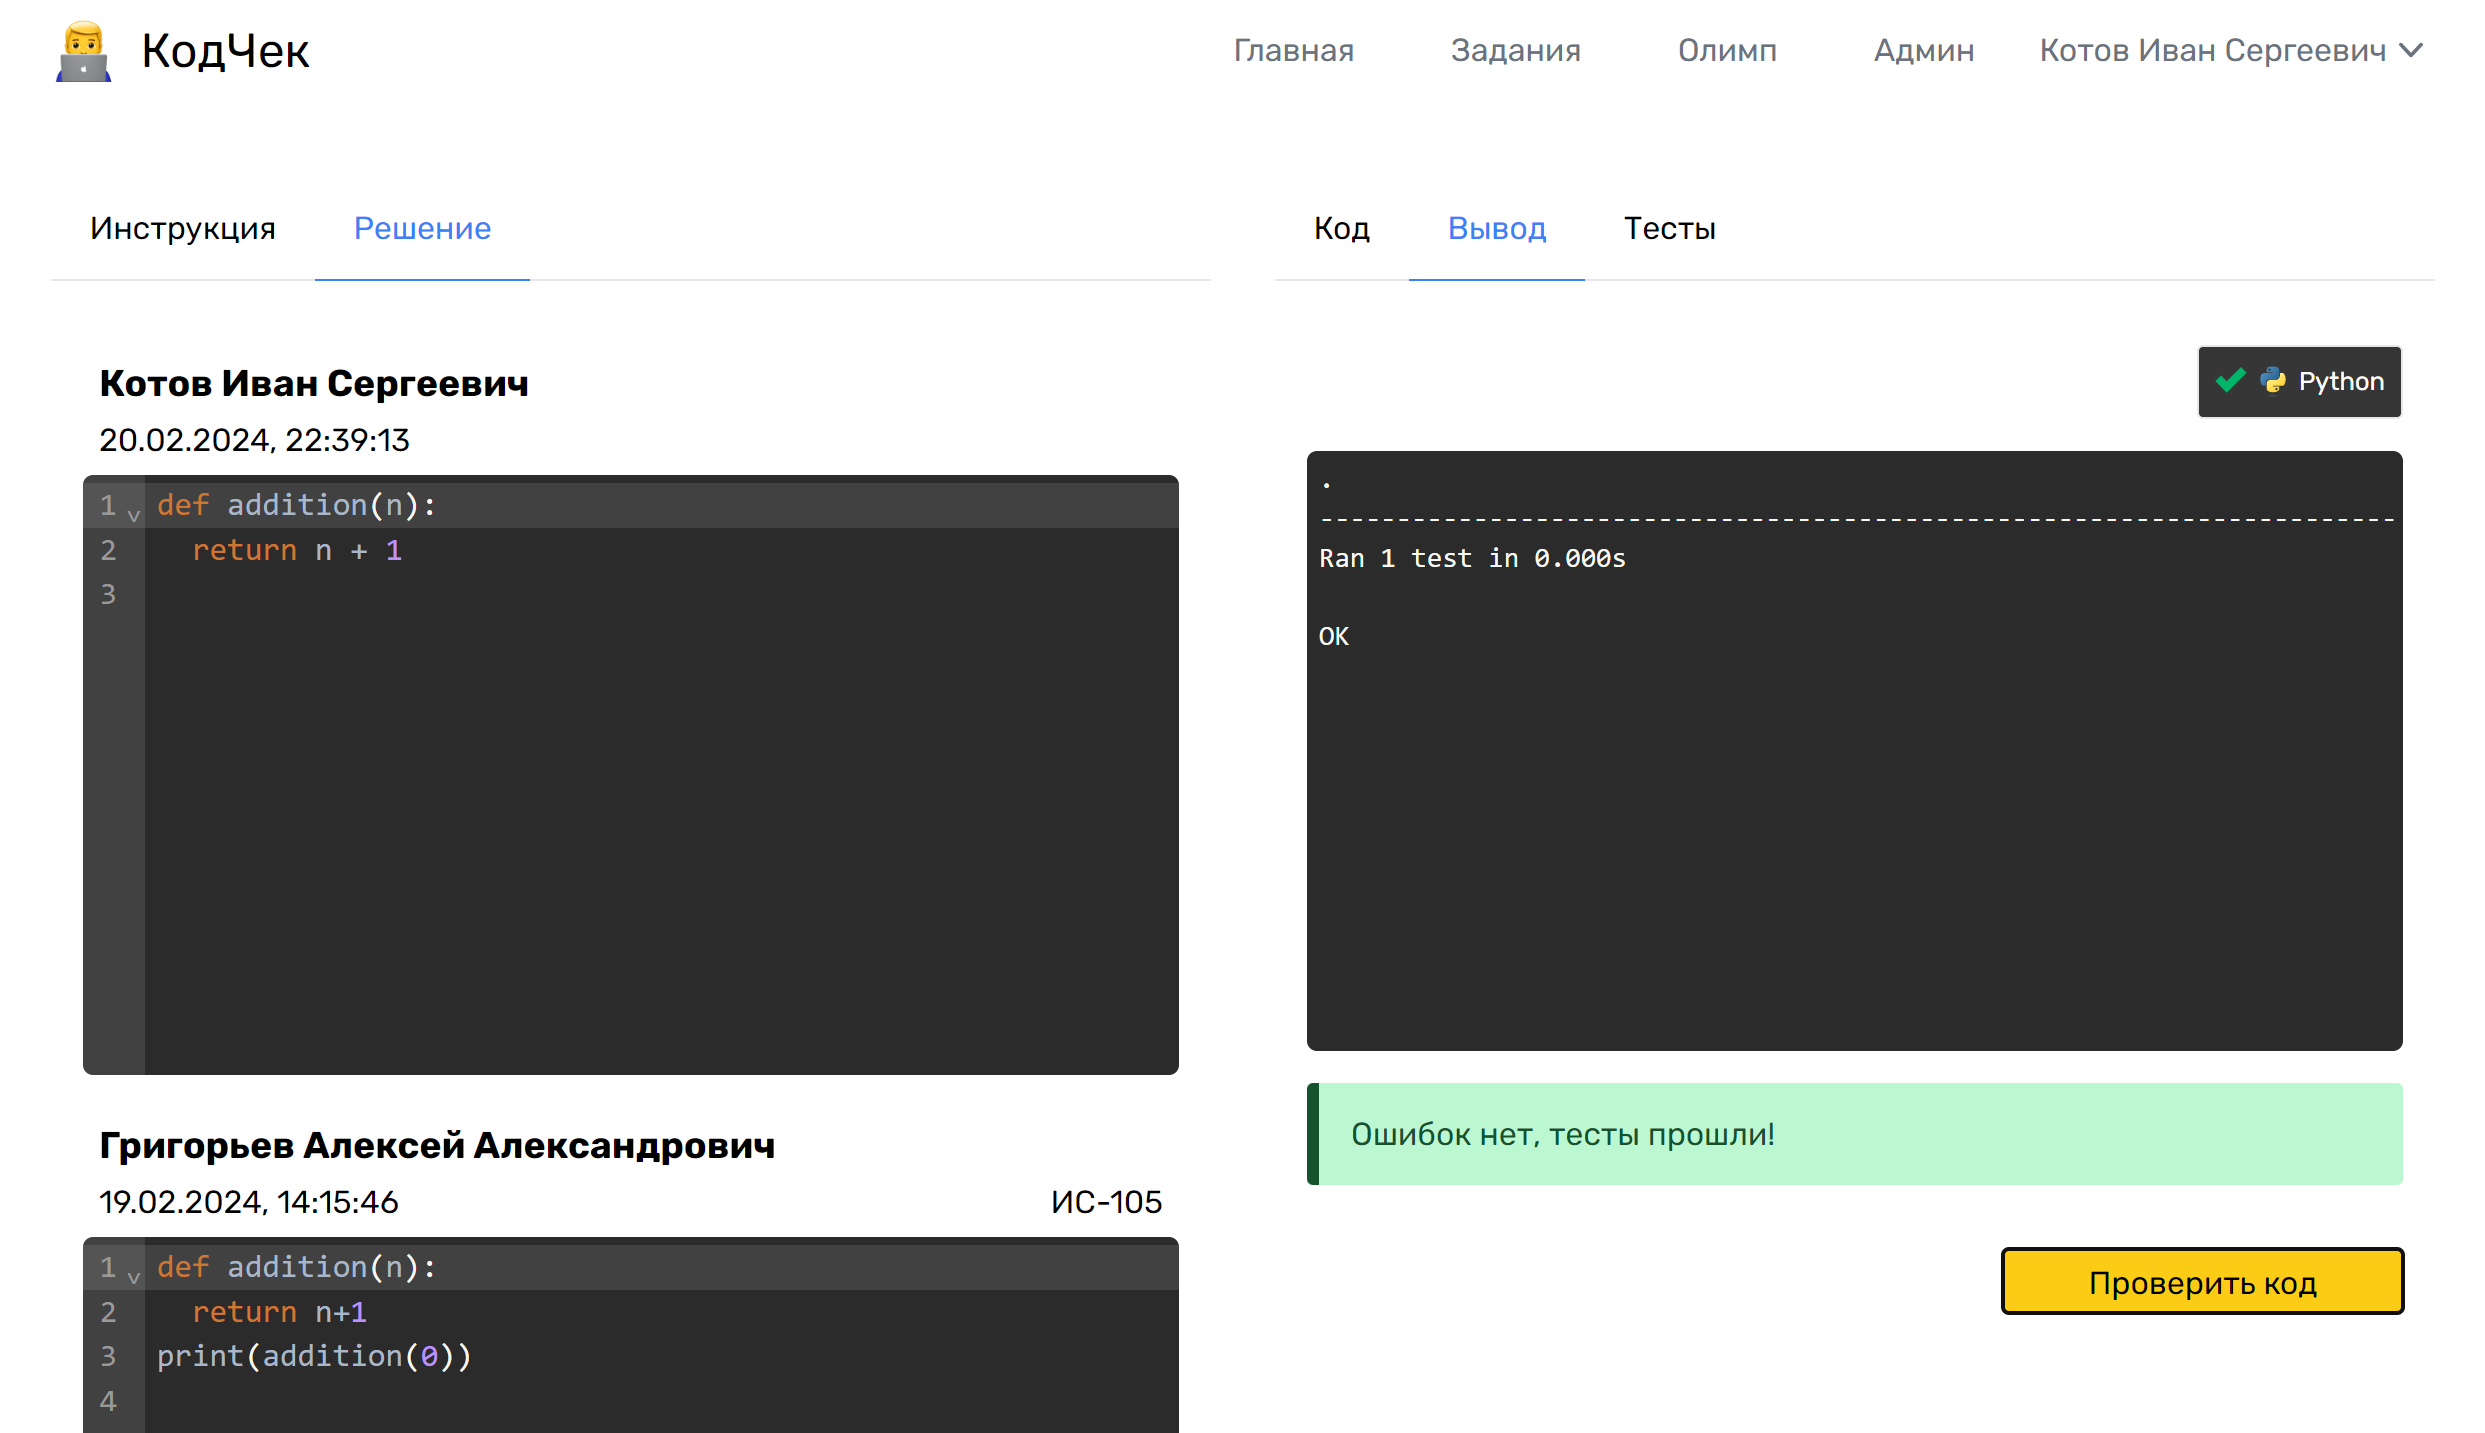 КодЧек
Главная Задания Олимп Админ Котов Иван Сергеевич
Инструкция Решение
Котов Иван Сергеевич
20.02.2024, 22:39:13
1 def addition(n):
2 return n + 1
3
Григорьев Алексей Александрович
19.02.2024, 14:15:46 ИС-105
1 def addition(n):
2 return n+1
3 print(addition(0))
4
Код Вывод Тесты
Python
.
----------------------------------------------------------------------
Ran 1 test in 0.000s
OK
Ошибок нет, тесты прошли!
Проверить код